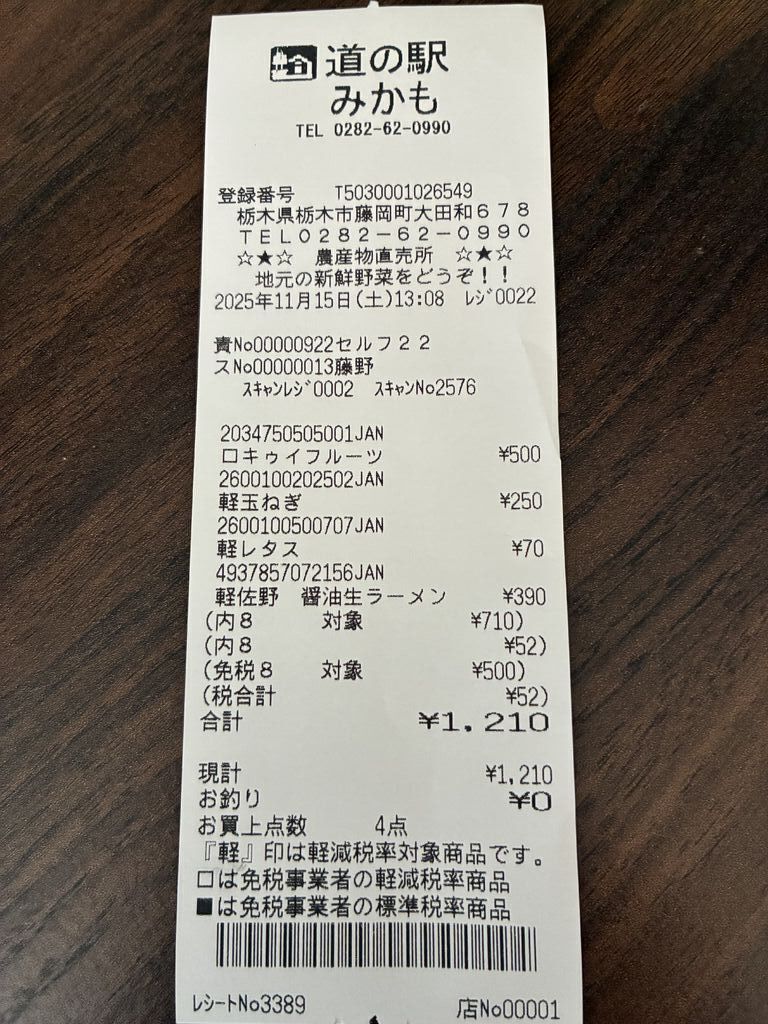 道の駅
みかも
TEL 0282-62-0990
登録番号 T5030001026549
栃木県栃木市藤岡町大田和６７８
ＴＥＬ０２８２－６２－０９９０
☆★☆ 農産物直売所 ☆★☆
地元の新鮮野菜をどうぞ！！
2025年11月15日(土)13:08 ﾚｼﾞ0022
責No00000922セルフ２２
スNo00000013藤野
ｽｷｬﾝﾚｼﾞ0002 ｽｷｬﾝNo2576
2034750505001JAN
□キゥイフルーツ ¥500
2600100202502JAN
軽玉ねぎ ¥250
2600100500707JAN
軽レタス ¥70
4937857072156JAN
軽佐野 醤油生ラーメン ¥390
(内８ 対象 ¥710)
(内８ ¥52)
(免税８ 対象 ¥500)
(税合計 ¥52)
合計 ¥1,210
現計 ¥1,210
お釣り ¥0
お買上点数 4点
『軽』印は軽減税率対象商品です。
□は免税事業者の軽減税率商品
■は免税事業者の標準税率商品
ﾚｼｰﾄNo3389 店No00001